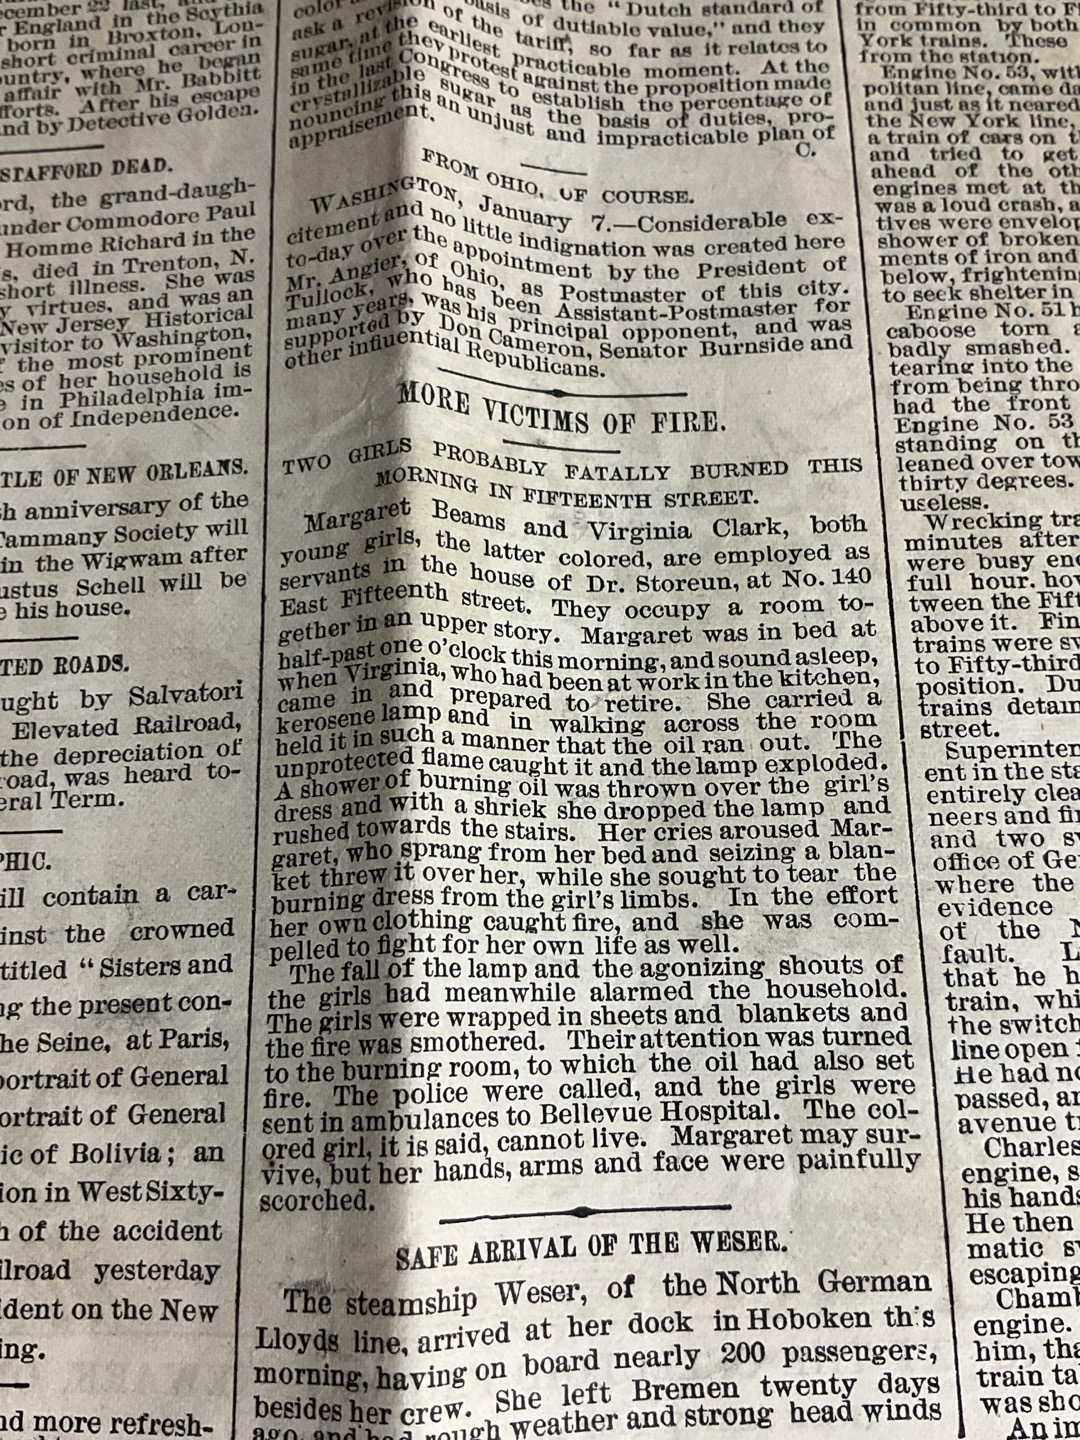 ecember 22 last,
r England in the Scythia
born in Broxton, Lon-
short criminal career in
ountry, where he began
affair with Mr. Babbitt
fforts. After his escape
nd by Detective Golden.
STAFFORD DEAD.
ord, the grand-daugh-
under Commodore Paul
Homme Richard in the
s, died in Trenton, N.
short illness. She was
y virtues, and was an
New Jersey Historical
visitor to Washington,
f the most prominent
es of her household is
e in Philadelphia im-
on of Independence.
TLE OF NEW ORLEANS.
h anniversary of the
Tammany Society will
in the Wigwam after
ustus Schell will be
e his house.
TED ROADS.
ught by Salvatori
Elevated Railroad,
the depreciation of
road, was heard to-
eral Term.
PHIC.
ill contain a car-
inst the crowned
titled "Sisters and
ng the present con-
he Seine, at Paris,
portrait of General
ortrait of General
ic of Bolivia; an
ion in West Sixty-
h of the accident
ilroad yesterday
ident on the New
ing.
nd more refresh-
the "Dutch standard of
color basis of dutiable value," and they
ask a revision of the tariff, so far as it relates to
sugar, at the earliest practicable moment. At the
same time they protest against the proposition made
in the last Congress to establish the percentage of
crystallizable sugar as the basis of duties, pro-
nouncing this an unjust and impracticable plan of
appraisement. C.
FROM OHIO, OF COURSE.
WASHINGTON, January 7.—Considerable ex-
citement and no little indignation was created here
to-day over the appointment by the President of
Mr. Angier, of Ohio, as Postmaster of this city.
Tullock, who has been Assistant-Postmaster for
many years, was his principal opponent, and was
supported by Don Cameron, Senator Burnside and
other influential Republicans.
MORE VICTIMS OF FIRE.
TWO GIRLS PROBABLY FATALLY BURNED THIS
MORNING IN FIFTEENTH STREET.
Margaret Beams and Virginia Clark, both
young girls, the latter colored, are employed as
servants in the house of Dr. Storeun, at No. 140
East Fifteenth street. They occupy a room to-
gether in an upper story. Margaret was in bed at
half-past one o'clock this morning, and sound asleep,
when Virginia, who had been at work in the kitchen,
came in and prepared to retire. She carried a
kerosene lamp and in walking across the room
held it in such a manner that the oil ran out. The
unprotected flame caught it and the lamp exploded.
A shower of burning oil was thrown over the girl's
dress and with a shriek she dropped the lamp and
rushed towards the stairs. Her cries aroused Mar-
garet, who sprang from her bed and seizing a blan-
ket threw it over her, while she sought to tear the
burning dress from the girl's limbs. In the effort
her own clothing caught fire, and she was com-
pelled to fight for her own life as well.
The fall of the lamp and the agonizing shouts of
the girls had meanwhile alarmed the household.
The girls were wrapped in sheets and blankets and
the fire was smothered. Their attention was turned
to the burning room, to which the oil had also set
fire. The police were called, and the girls were
sent in ambulances to Bellevue Hospital. The col-
ored girl, it is said, cannot live. Margaret may sur-
vive, but her hands, arms and face were painfully
scorched.
SAFE ARRIVAL OF THE WESER.
The steamship Weser, of the North German
Lloyds line, arrived at her dock in Hoboken this
morning, having on board nearly 200 passengers,
besides her crew. She left Bremen twenty days
ago, and had rough weather and strong head winds
from Fifty-third to Fi
in common by both
York trains. These
from the station.
Engine No. 53, with
politan line, came da
and just as it neared
the New York line,
a train of cars on t
and tried to get
ahead of the oth
engines met at th
was a loud crash, a
tives were envelop
shower of broken
ments of iron and
below, frightening
to seek shelter in
Engine No. 51 h
caboose torn a
badly smashed.
tearing into the
from being thro
had the front
Engine No. 53
standing on th
leaned over tow
thirty degrees.
useless.
Wrecking tra
minutes after
were busy ene
full hour. hov
tween the Fift
above it. Fin
trains were sw
to Fifty-third
position. Du
trains detain
street.
Superinten
ent in the sta
entirely clea
neers and fi
and two sv
office of Ge
where the
evidence
of the N
fault. L
that he h
train, whi
the switch
line open f
He had no
passed, an
avenue tr
Charles
engine, s
his hands
He then
matic sy
escaping
Chamb
engine.
him, tha
train ta
was sho
An im